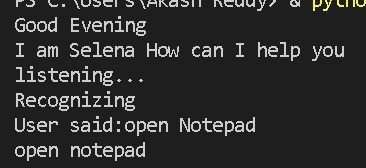 PS C:\Users\Akash Reddy> & pytho
Good Evening
I am Selena How can I help you
listening...
Recognizing
User said:open Notepad
open notepad